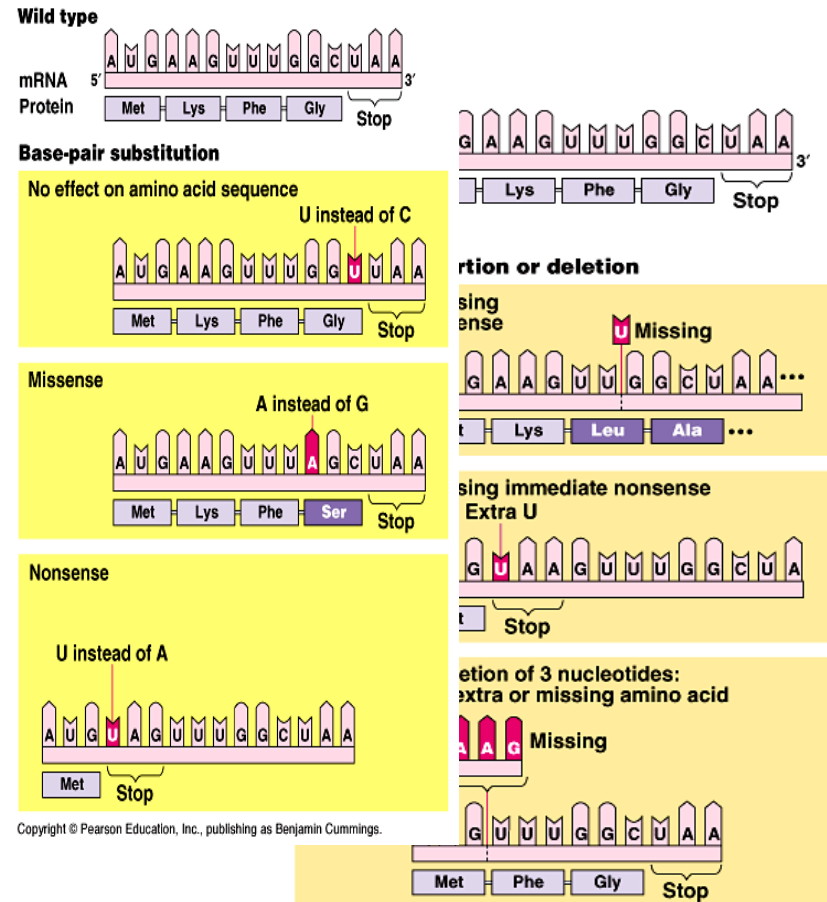 Wild type
A U G A A G U U U G G C U A A
mRNA 5′ 3′
Protein Met Lys Phe Gly Stop
Base-pair substitution
No effect on amino acid sequence
U instead of C
A U G A A G U U U G G U U A A
Met Lys Phe Gly Stop
Missense
A instead of G
A U G A A G U U U A G C U A A
Met Lys Phe Ser Stop
Nonsense
U instead of A
A U G U A G U U U G G C U A A
Met Stop
Copyright © Pearson Education, Inc., publishing as Benjamin Cummings.
G A A G U U U G G C U A A
3′
Lys Phe Gly Stop
rtion or deletion
sing
ense
U Missing
G A A G U U G G C U A A •••
t Lys Leu Ala •••
sing immediate nonsense
Extra U
G U A A G U U U G G C U A
t Stop
etion of 3 nucleotides:
extra or missing amino acid
A A G Missing
G U U U G G C U A A
Met Phe Gly Stop